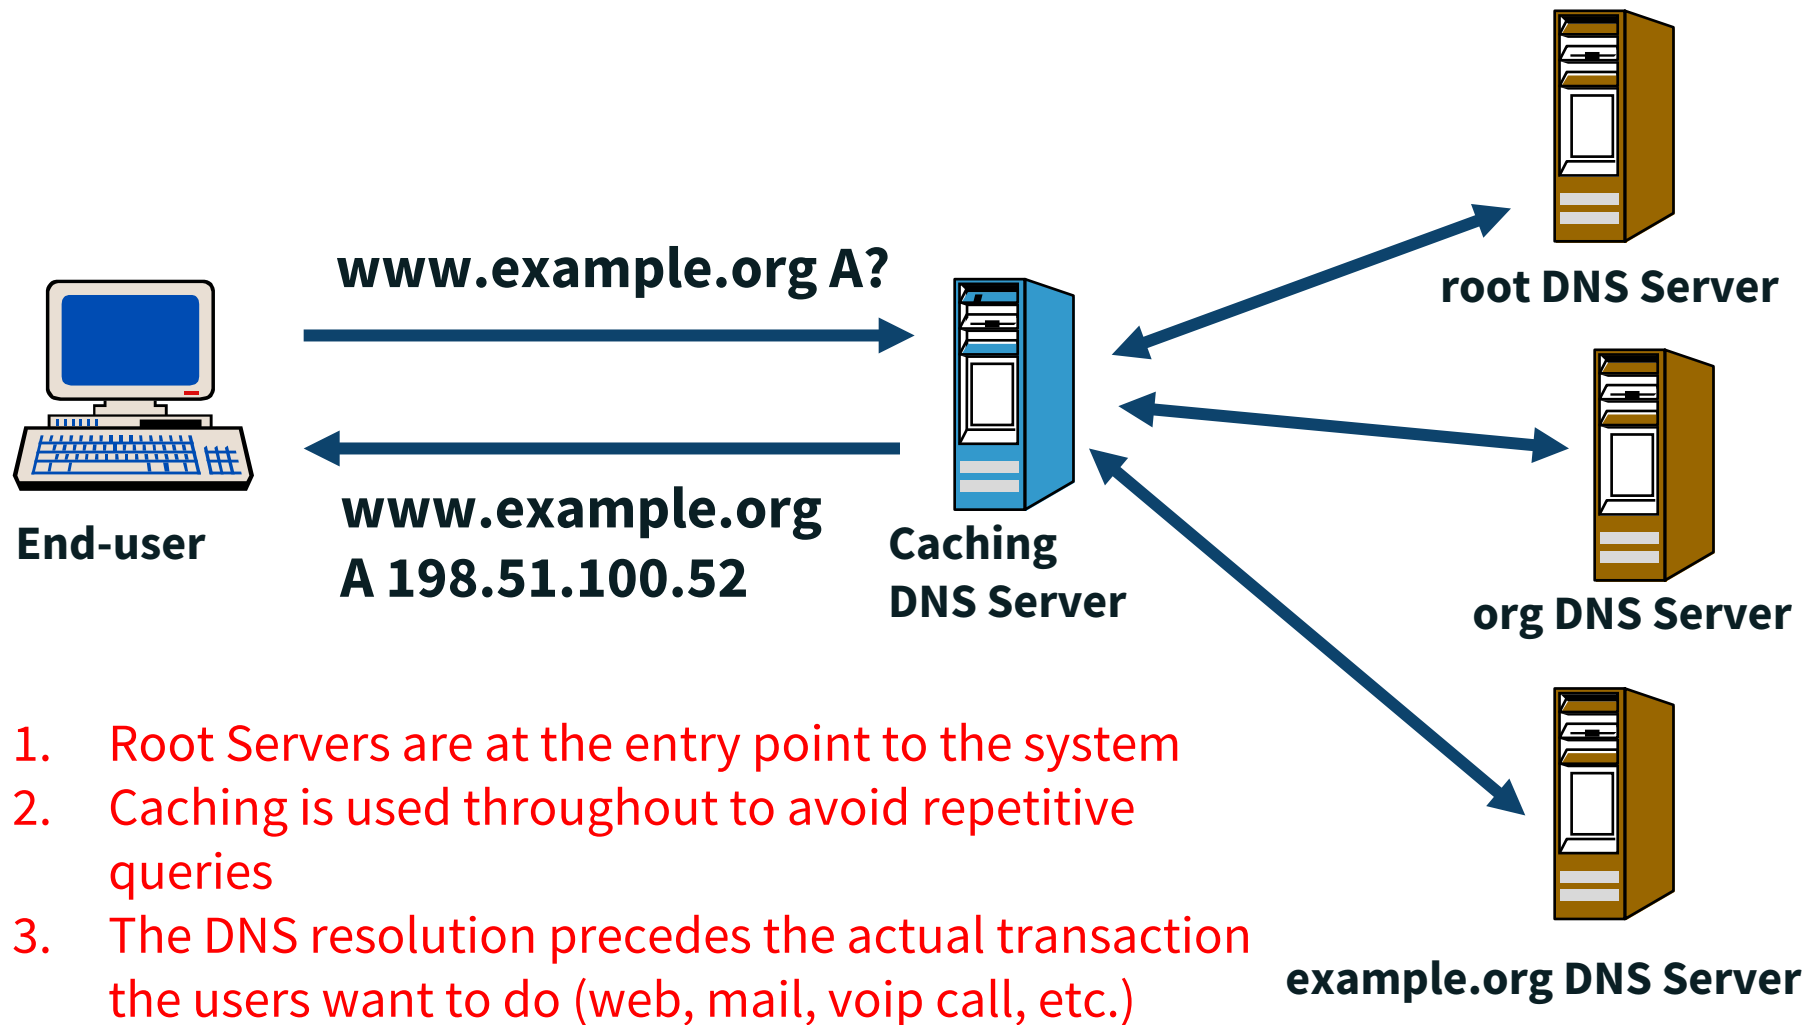 www.example.org A?
www.example.org
A 198.51.100.52
End-user
Caching
DNS Server
root DNS Server
org DNS Server
example.org DNS Server
1. Root Servers are at the entry point to the system
2. Caching is used throughout to avoid repetitive
queries
3. The DNS resolution precedes the actual transaction
the users want to do (web, mail, voip call, etc.)